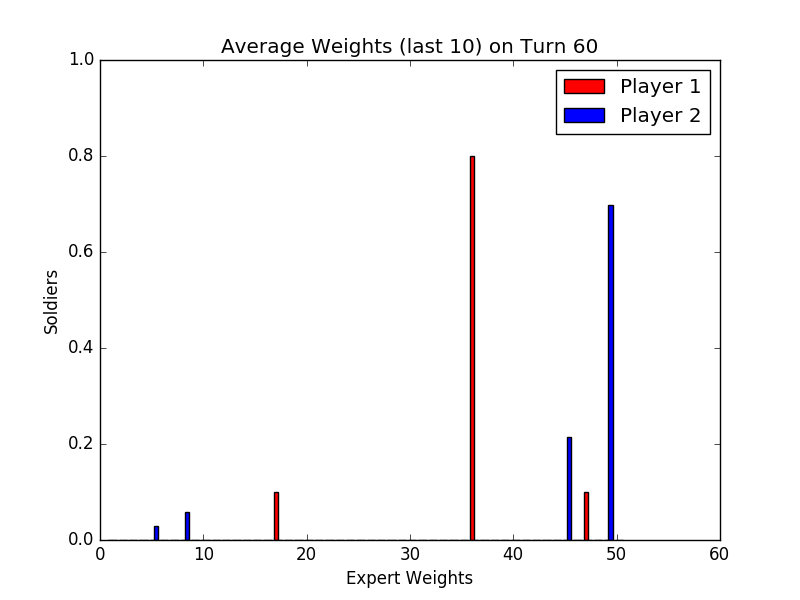 Average Weights (last 10) on Turn 60
Player 1
Player 2
1.0
0.8
0.6
0.4
0.2
0.0
Soldiers
0 10 20 30 40 50 60
Expert Weights